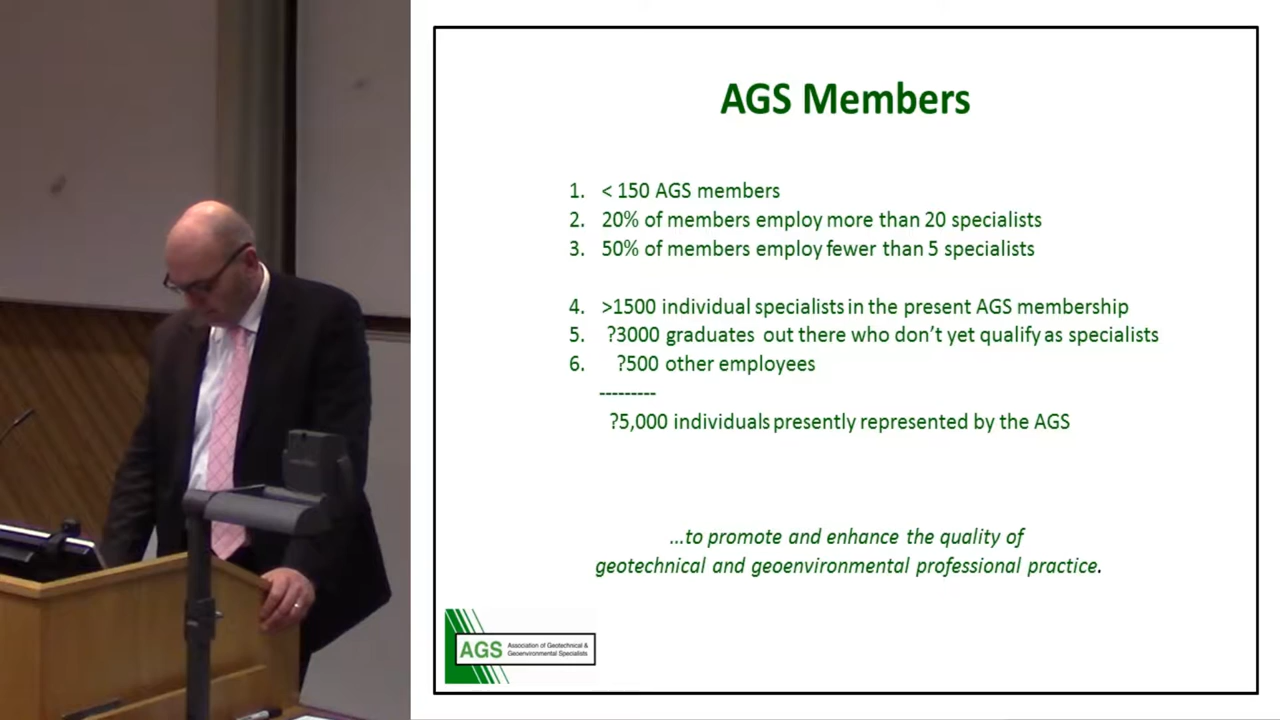 AGS Members
1. < 150 AGS members
2. 20% of members employ more than 20 specialists
3. 50% of members employ fewer than 5 specialists
4. >1500 individual specialists in the present AGS membership
5. ?3000 graduates out there who don't yet qualify as specialists
6. ?500 other employees
---------
?5,000 individuals presently represented by the AGS
...to promote and enhance the quality of
geotechnical and geoenvironmental professional practice.
AGS
Association of Geotechnical &
Geoenvironmental Specialists